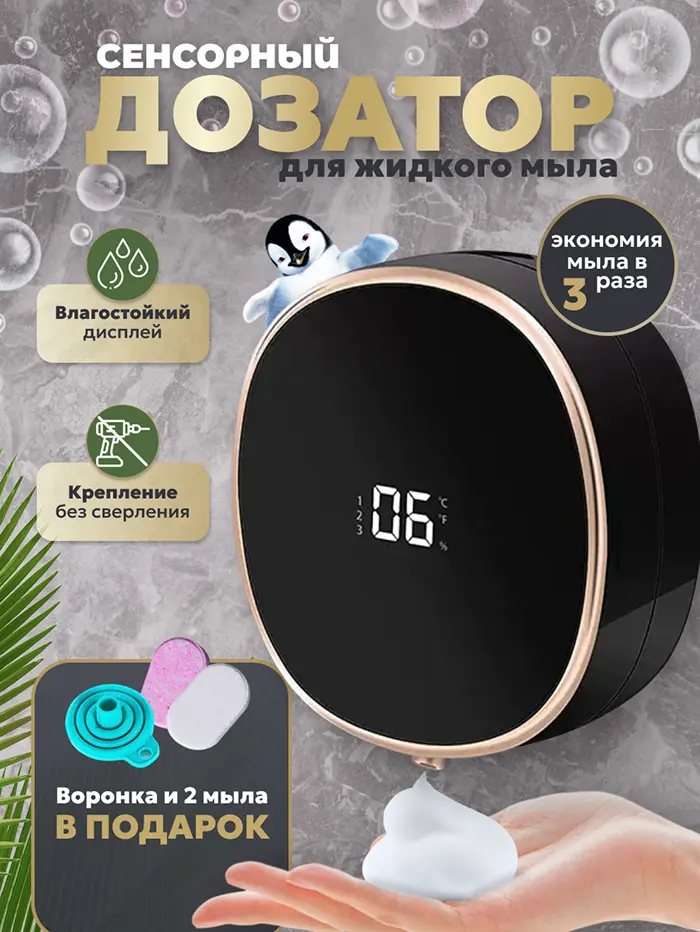 СЕНСОРНЫЙ
ДОЗАТОР
для жидкого мыла
экономия
мыла в
3 раза
Влагостойкий
дисплей
Крепление
без сверления
1
2
3
06
°C
°F
%
Воронка и 2 мыла
В ПОДАРОК